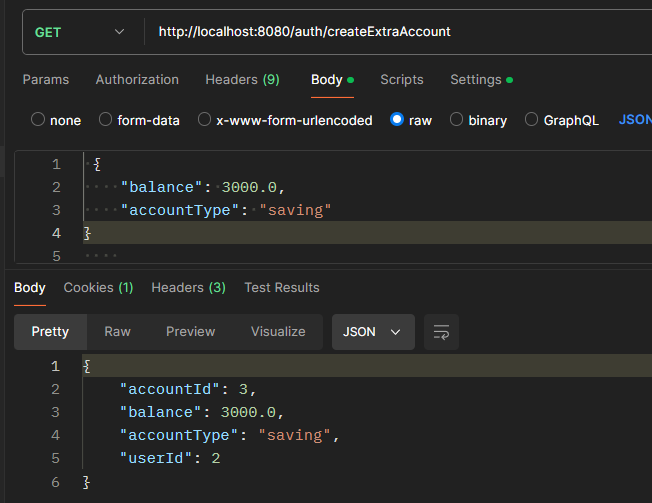 GET http://localhost:8080/auth/createExtraAccount
Params Authorization Headers (9) Body Scripts Settings
none form-data x-www-form-urlencoded raw binary GraphQL JSON
1 {
2 "balance": 3000.0,
3 "accountType": "saving"
4 }
5
Body Cookies (1) Headers (3) Test Results
Pretty Raw Preview Visualize JSON
1 {
2 "accountId": 3,
3 "balance": 3000.0,
4 "accountType": "saving",
5 "userId": 2
6 }